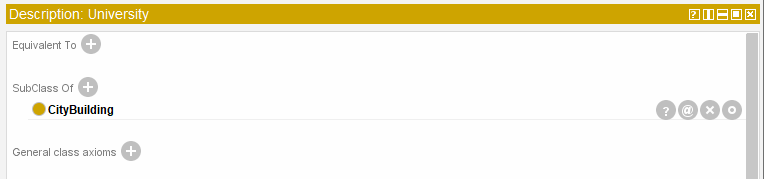 Description: University
Equivalent To
SubClass Of
CityBuilding
General class axioms